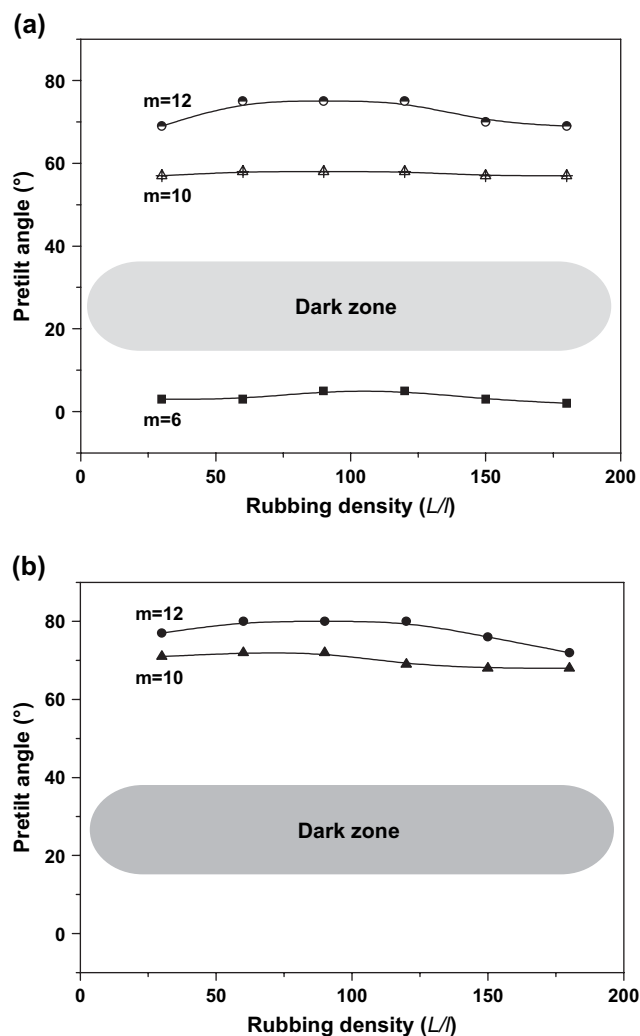 (a)
80
60
40
20
0
Pretilt angle (°)
m=12
m=10
Dark zone
m=6
0
50
100
150
200
Rubbing density (L/l)
(b)
80
60
40
20
0
Pretilt angle (°)
m=12
m=10
Dark zone
0
50
100
150
200
Rubbing density (L/l)